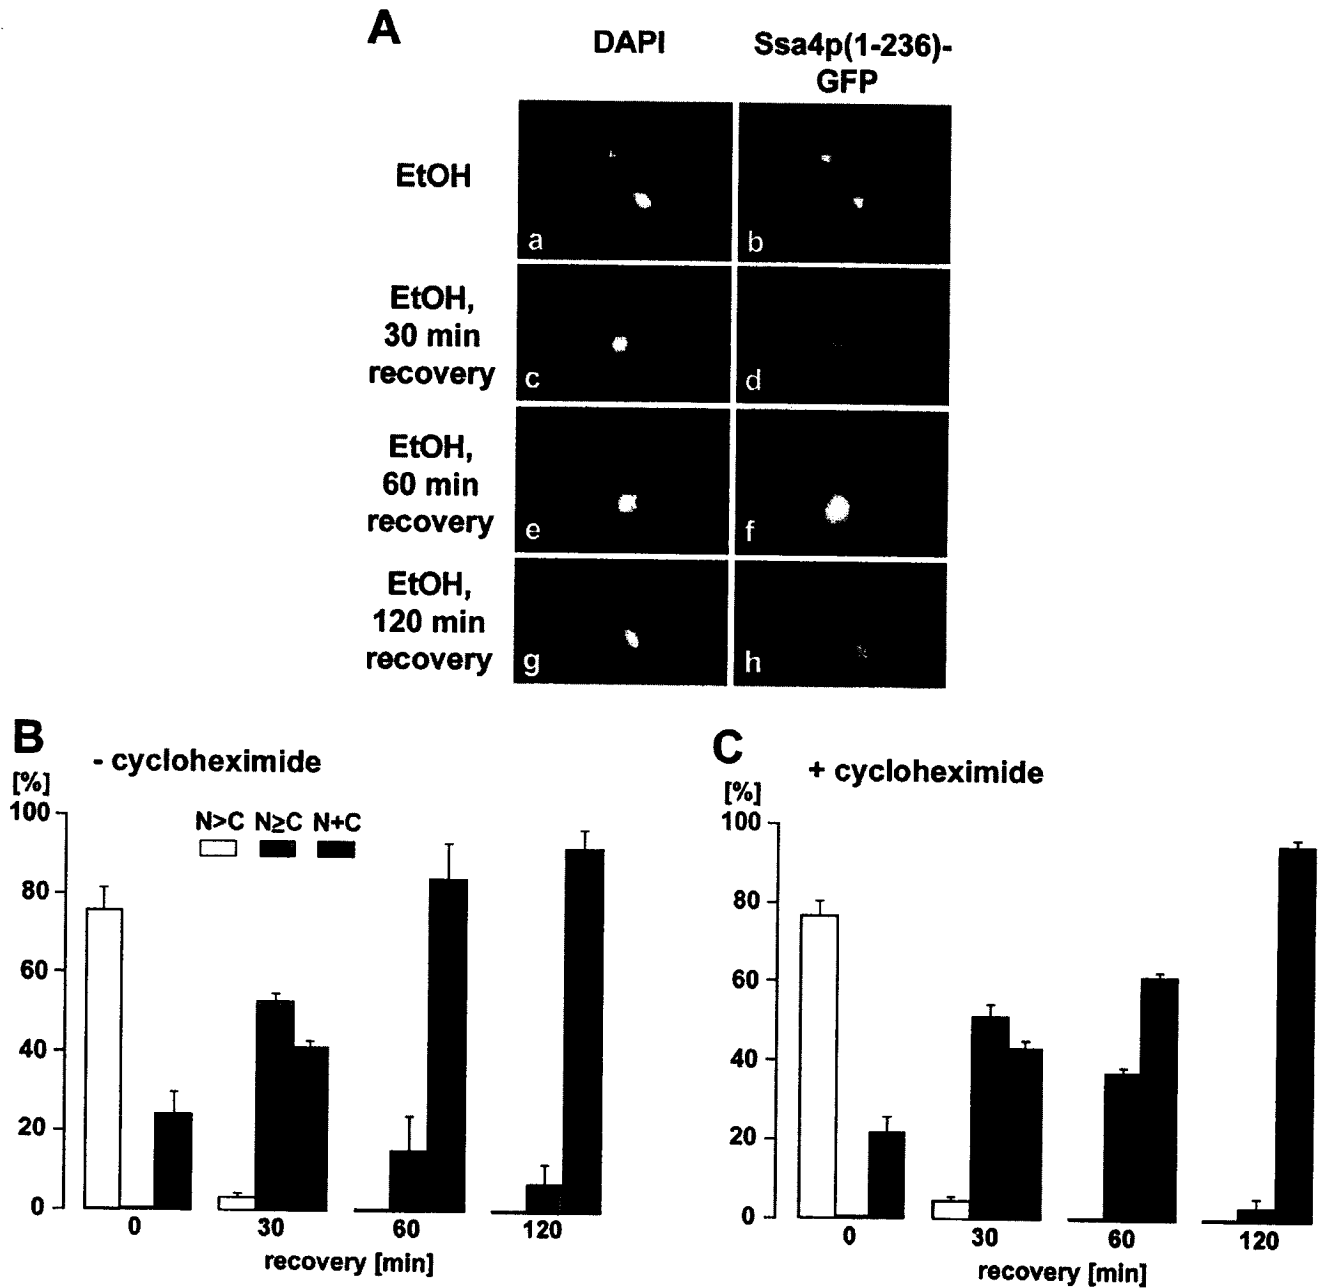 A
DAPI
Ssa4p(1-236)-
GFP
EtOH
a
b
EtOH,
30 min
recovery
c
d
EtOH,
60 min
recovery
e
f
EtOH,
120 min
recovery
g
h
B
- cycloheximide
[%]
100
80
60
40
20
0
N>C N≥C N+C
0 30 60 120
recovery [min]
C
+ cycloheximide
[%]
100
80
60
40
20
0
0 30 60 120
recovery [min]